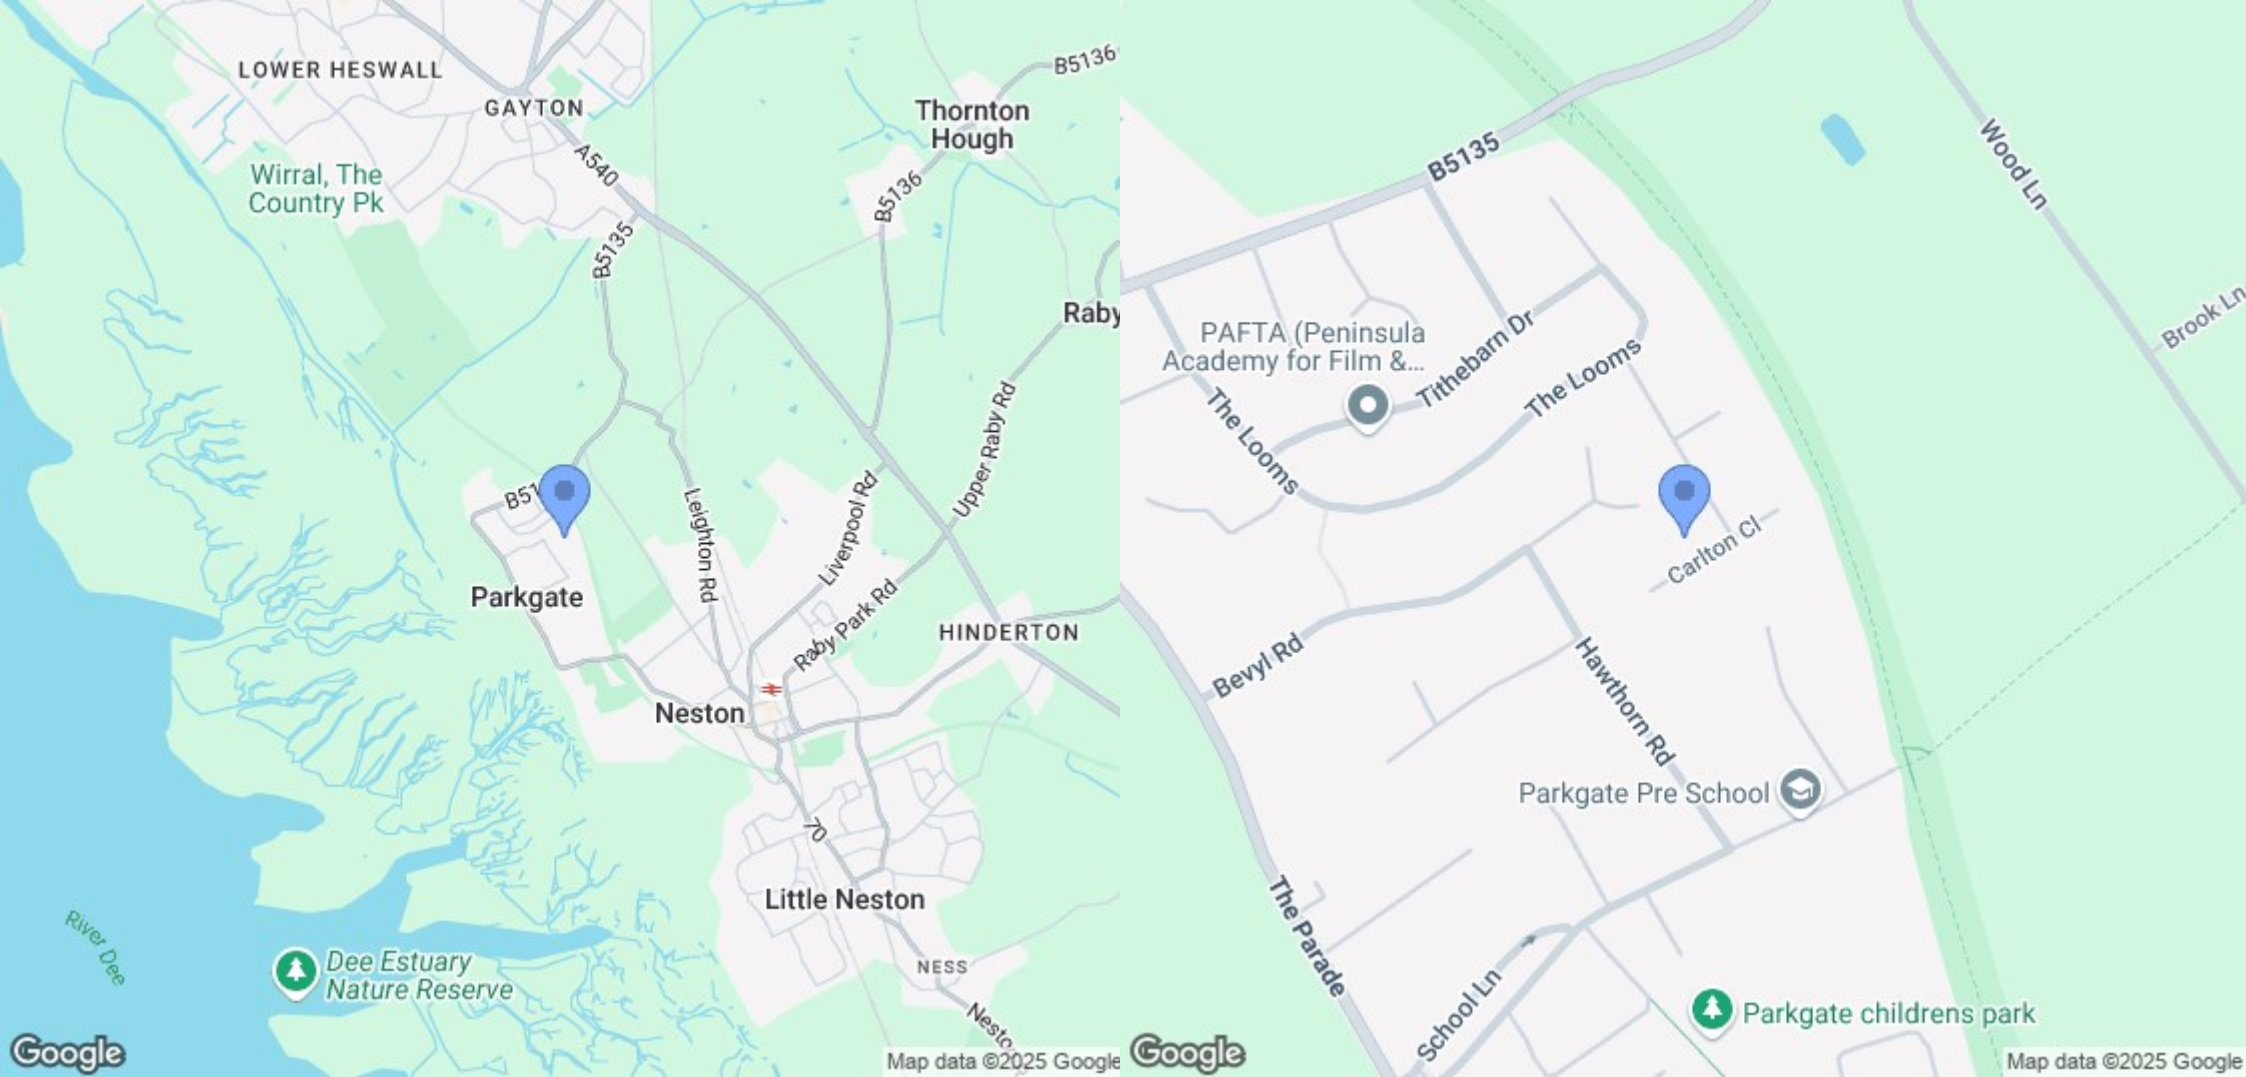 LOWER HESWALL
GAYTON
A540
Wirral, The
Country Pk
B5135
Thornton
Hough
B5136
B5136
Raby
Upper Raby Rd
Liverpool Rd
Leighton Rd
B51
Parkgate
Raby Park Rd
HINDERTON
Neston
70
Little Neston
NESS
Nesto
River Dee
Dee Estuary
Nature Reserve
Google
Map data ©2025 Google
B5135
Wood Ln
Brook Ln
PAFTA (Peninsula
Academy for Film &...
Tithebarn Dr
The Looms
The Looms
Carlton Cl
Bevyl Rd
Hawthorn Rd
Parkgate Pre School
The Parade
School Ln
Parkgate childrens park
Google
Map data ©2025 Google